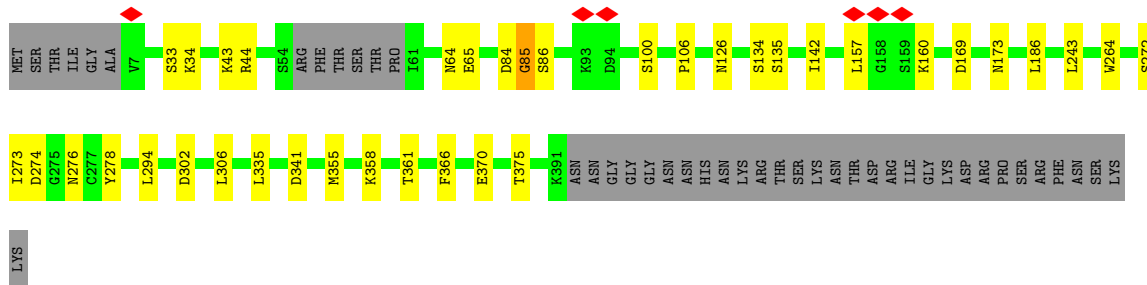 MET SER THR ILE GLY ALA V7 S33 K34 K43 R44 S54 ARG PHE THR SER THR PRO I61 N64 E65 D84 G85 S86 K93 D94 S100 P106 N126 S134 S135 I142 L157 G158 S159 K160 D169 N173 L186 L243 W264 S272
I273 D274 G275 N276 C277 Y278 L294 D302 L306 L335 D341 M355 K358 T361 F366 E370 T375 K391 ASN ASN GLY GLY GLY ASN ASN HIS ASN LYS ARG THR SER LYS ASN THR ASP ARG ILE GLY LYS ASP ARG PRO SER ARG PHE ASN SER LYS
LYS